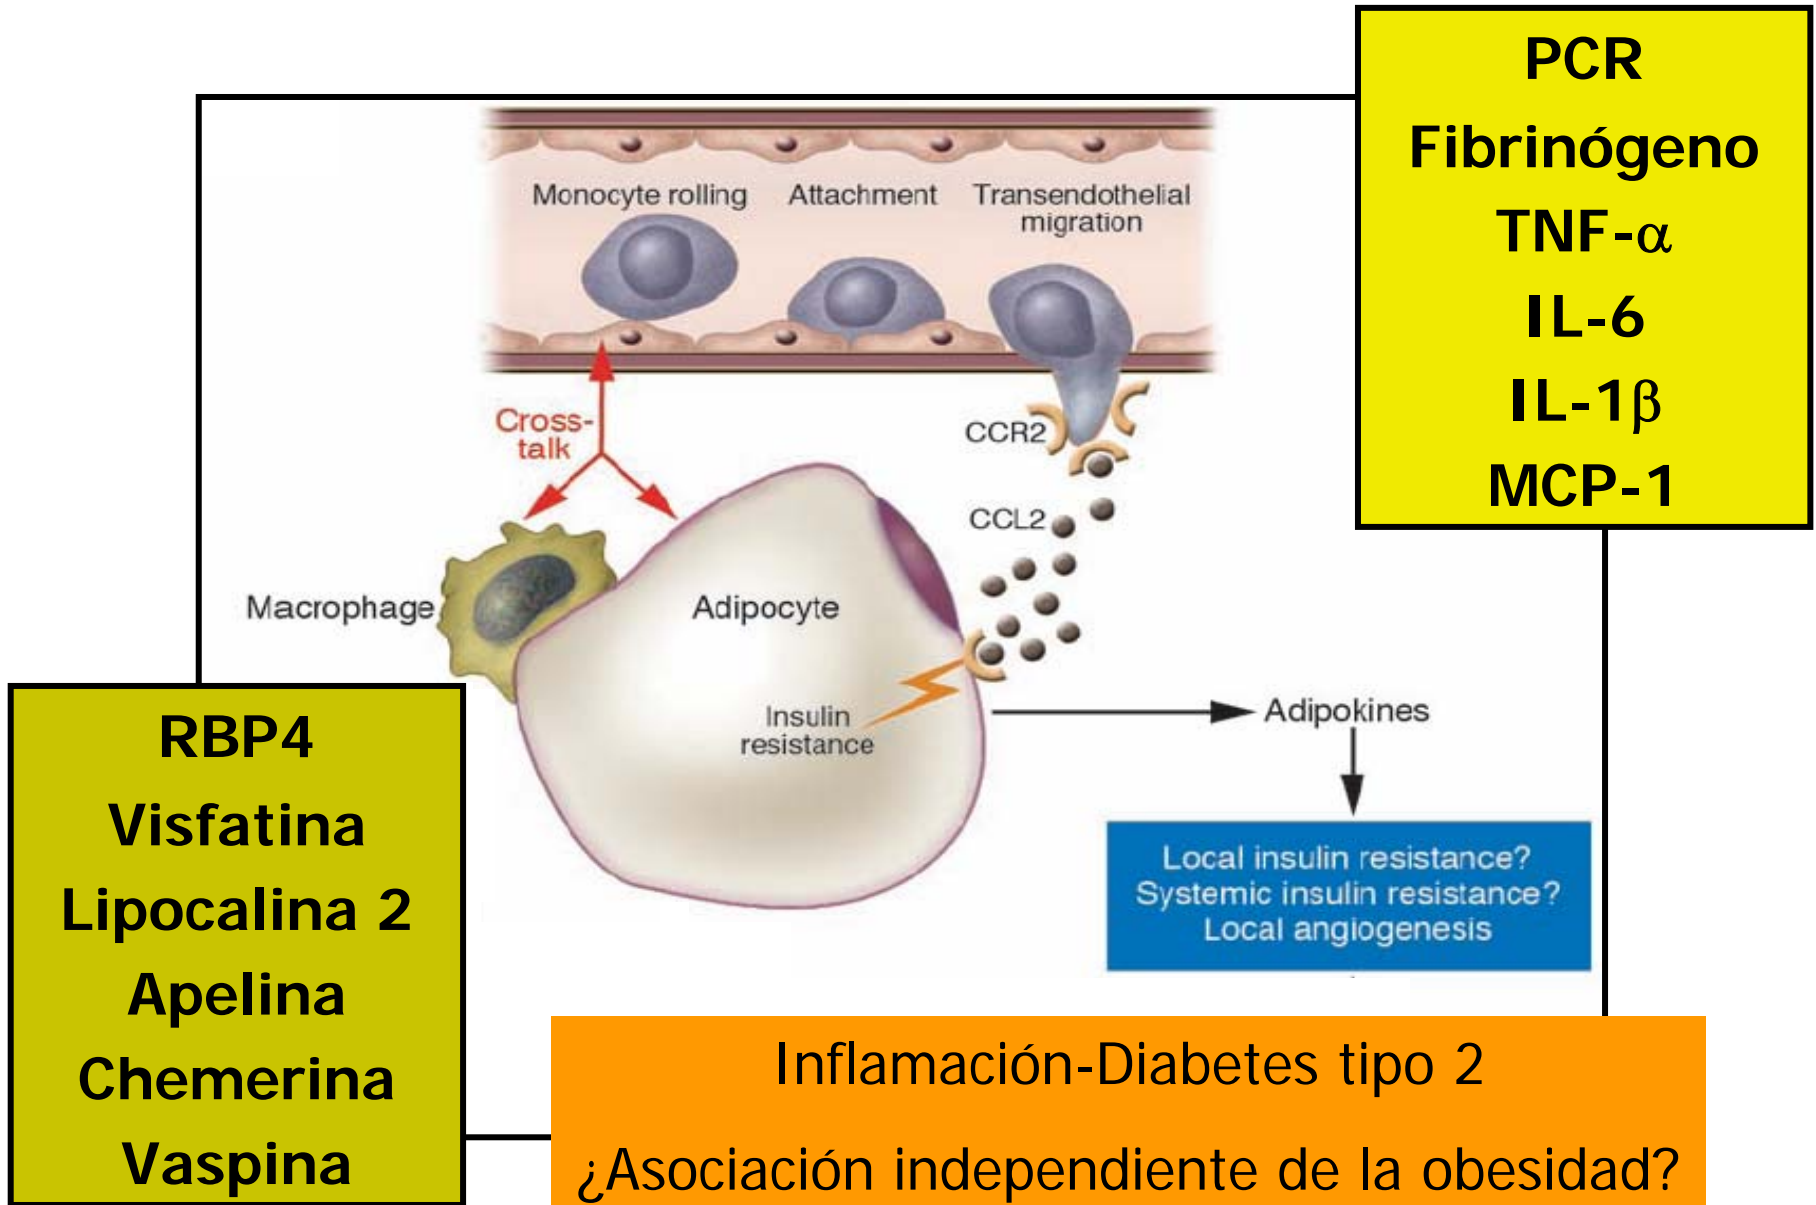 PCR
Fibrinógeno
TNF-α
IL-6
IL-1β
MCP-1
Monocyte rolling
Attachment
Transendothelial
migration
Cross-
talk
CCR2
CCL2
Macrophage
Adipocyte
Insulin
resistance
Adipokines
Local insulin resistance?
Systemic insulin resistance?
Local angiogenesis
RBP4
Visfatina
Lipocalina 2
Apelina
Chemerina
Vaspina
Inflamación-Diabetes tipo 2
¿Asociación independiente de la obesidad?